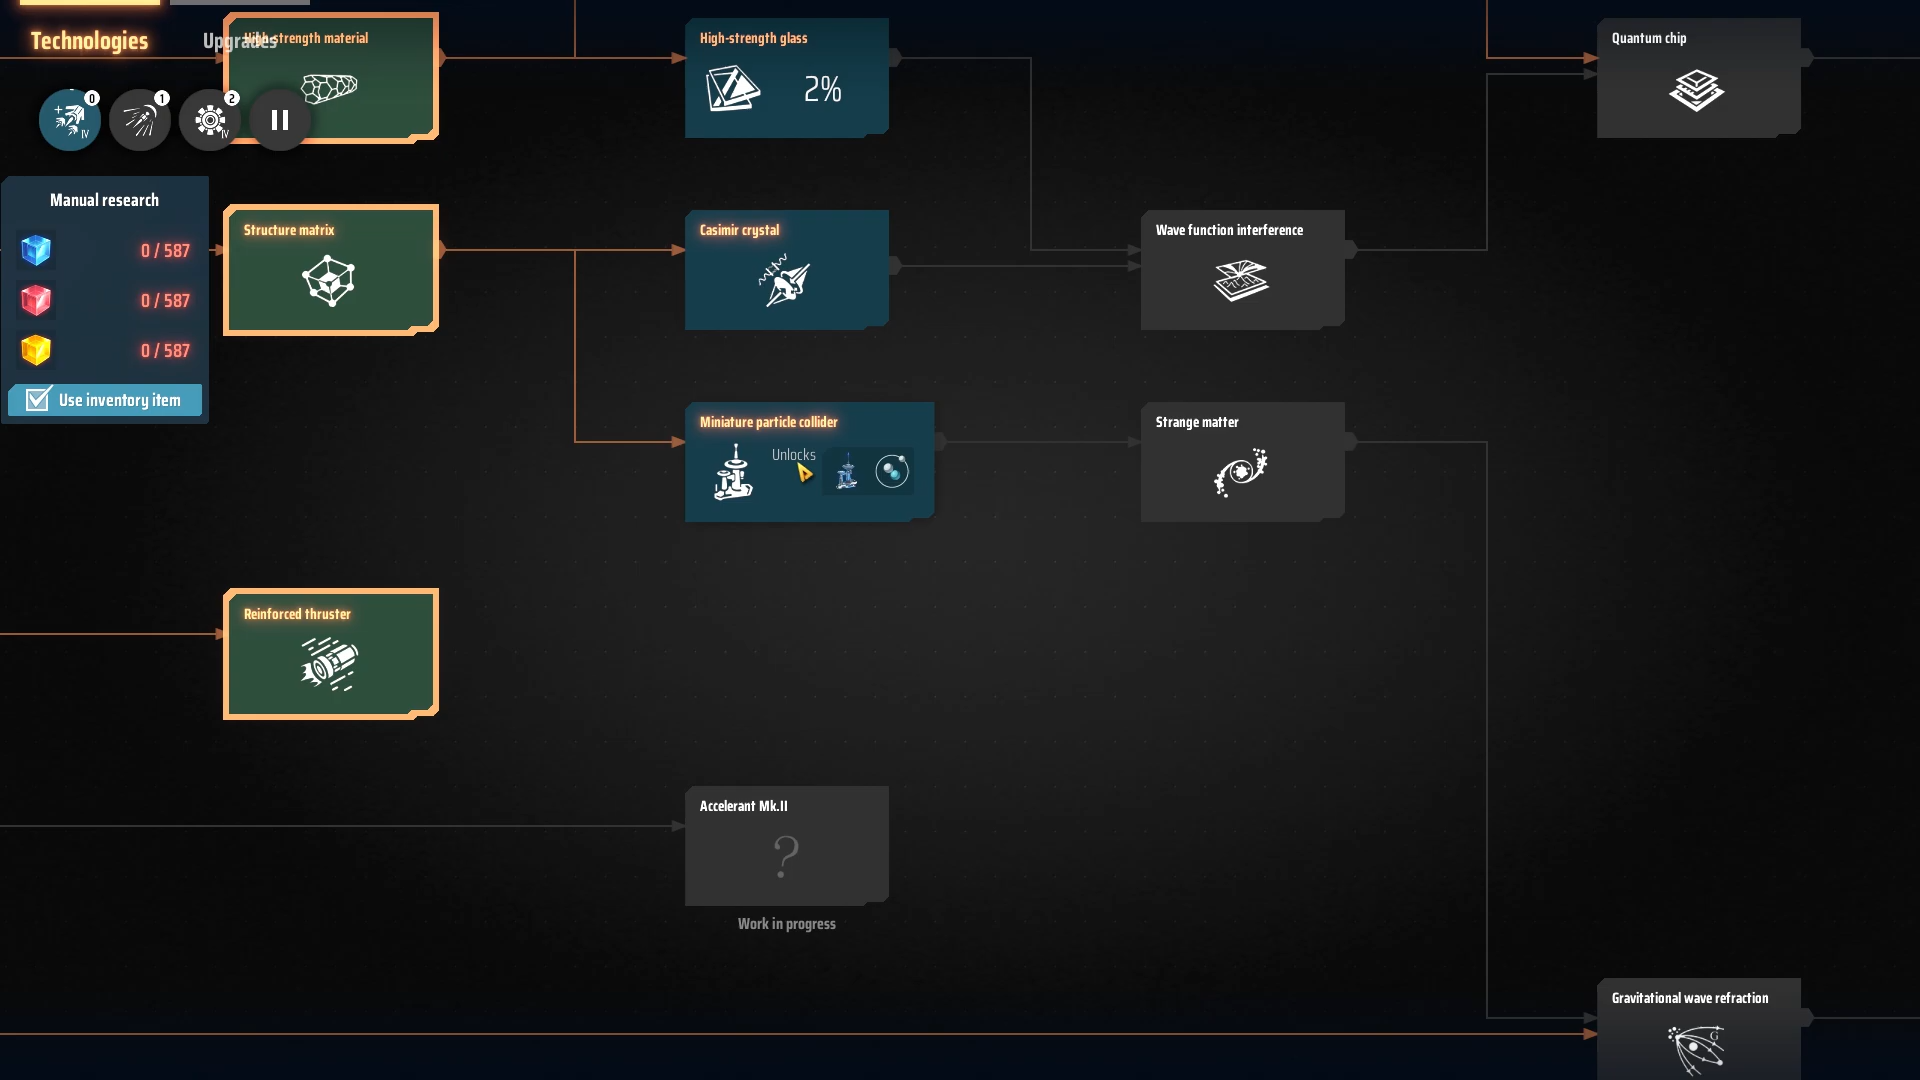 Technologies
Upgrades
High-strength material
High-strength glass
2%
Quantum chip
0
IV
1
2
IV
Manual research
0 / 587
0 / 587
0 / 587
Use inventory item
Structure matrix
Casimir crystal
Wave function interference
Miniature particle collider
Unlocks
Strange matter
Reinforced thruster
Accelerant Mk.II
?
Work in progress
Gravitational wave refraction
G